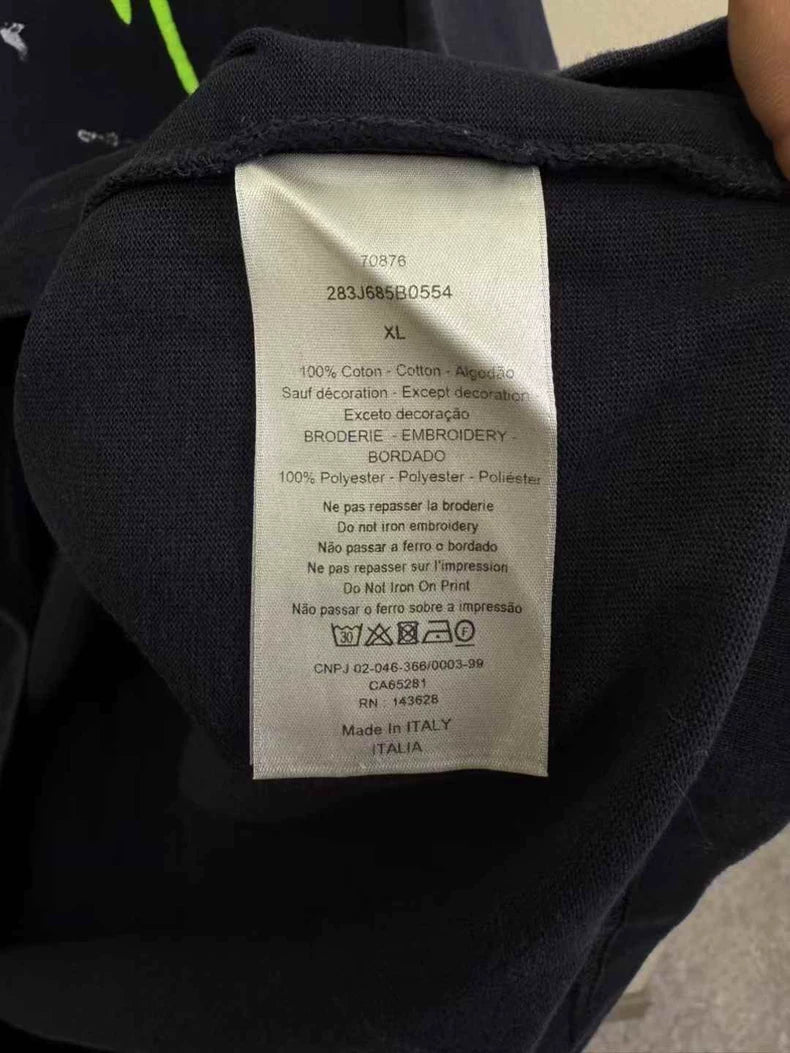 70876
283J685B0554
XL
100% Coton - Cotton - Algodão
Sauf décoration - Except decoration
Exceto decoração
BRODERIE - EMBROIDERY -
BORDADO
100% Polyester - Polyester - Poliéster
Ne pas repasser la broderie
Do not iron embroidery
Não passar a ferro o bordado
Ne pas repasser sur l'impression
Do Not Iron On Print
Não passar o ferro sobre a impressão
30 F
CNPJ 02-046-366/0003-99
CA65281
RN : 143628
Made In ITALY
ITALIA